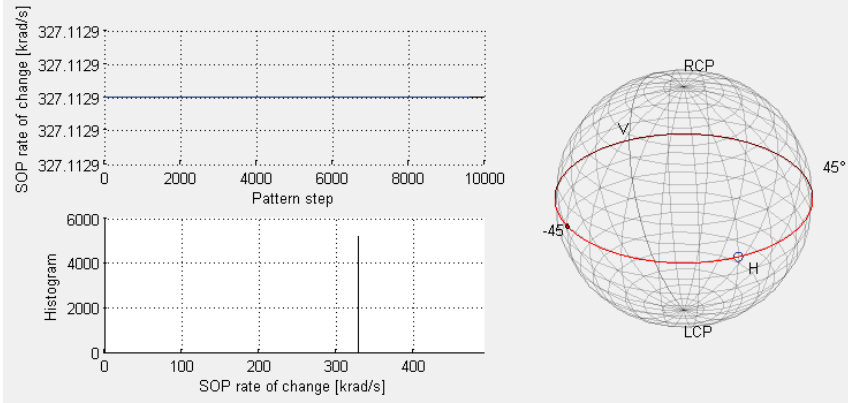 SOP rate of change [krad/s]
327.1129
327.1129
327.1129
327.1129
327.1129
0 2000 4000 6000 8000 10000
Pattern step
Histogram
6000
4000
2000
0
0 100 200 300 400
SOP rate of change [krad/s]
RCP
V
45°
-45
H
LCP